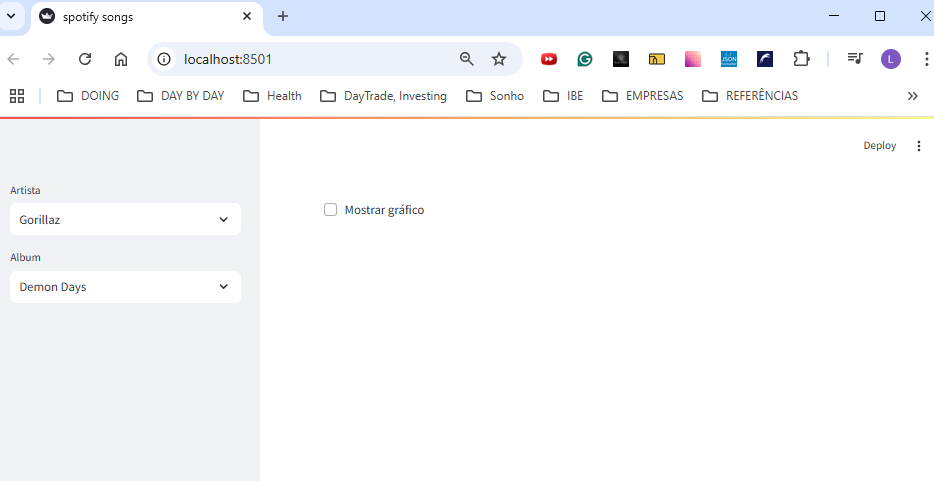 spotify songs
localhost:8501
DOING DAY BY DAY Health DayTrade, Investing Sonho IBE EMPRESAS REFERÊNCIAS
Deploy
Artista
Gorillaz
Mostrar gráfico
Album
Demon Days